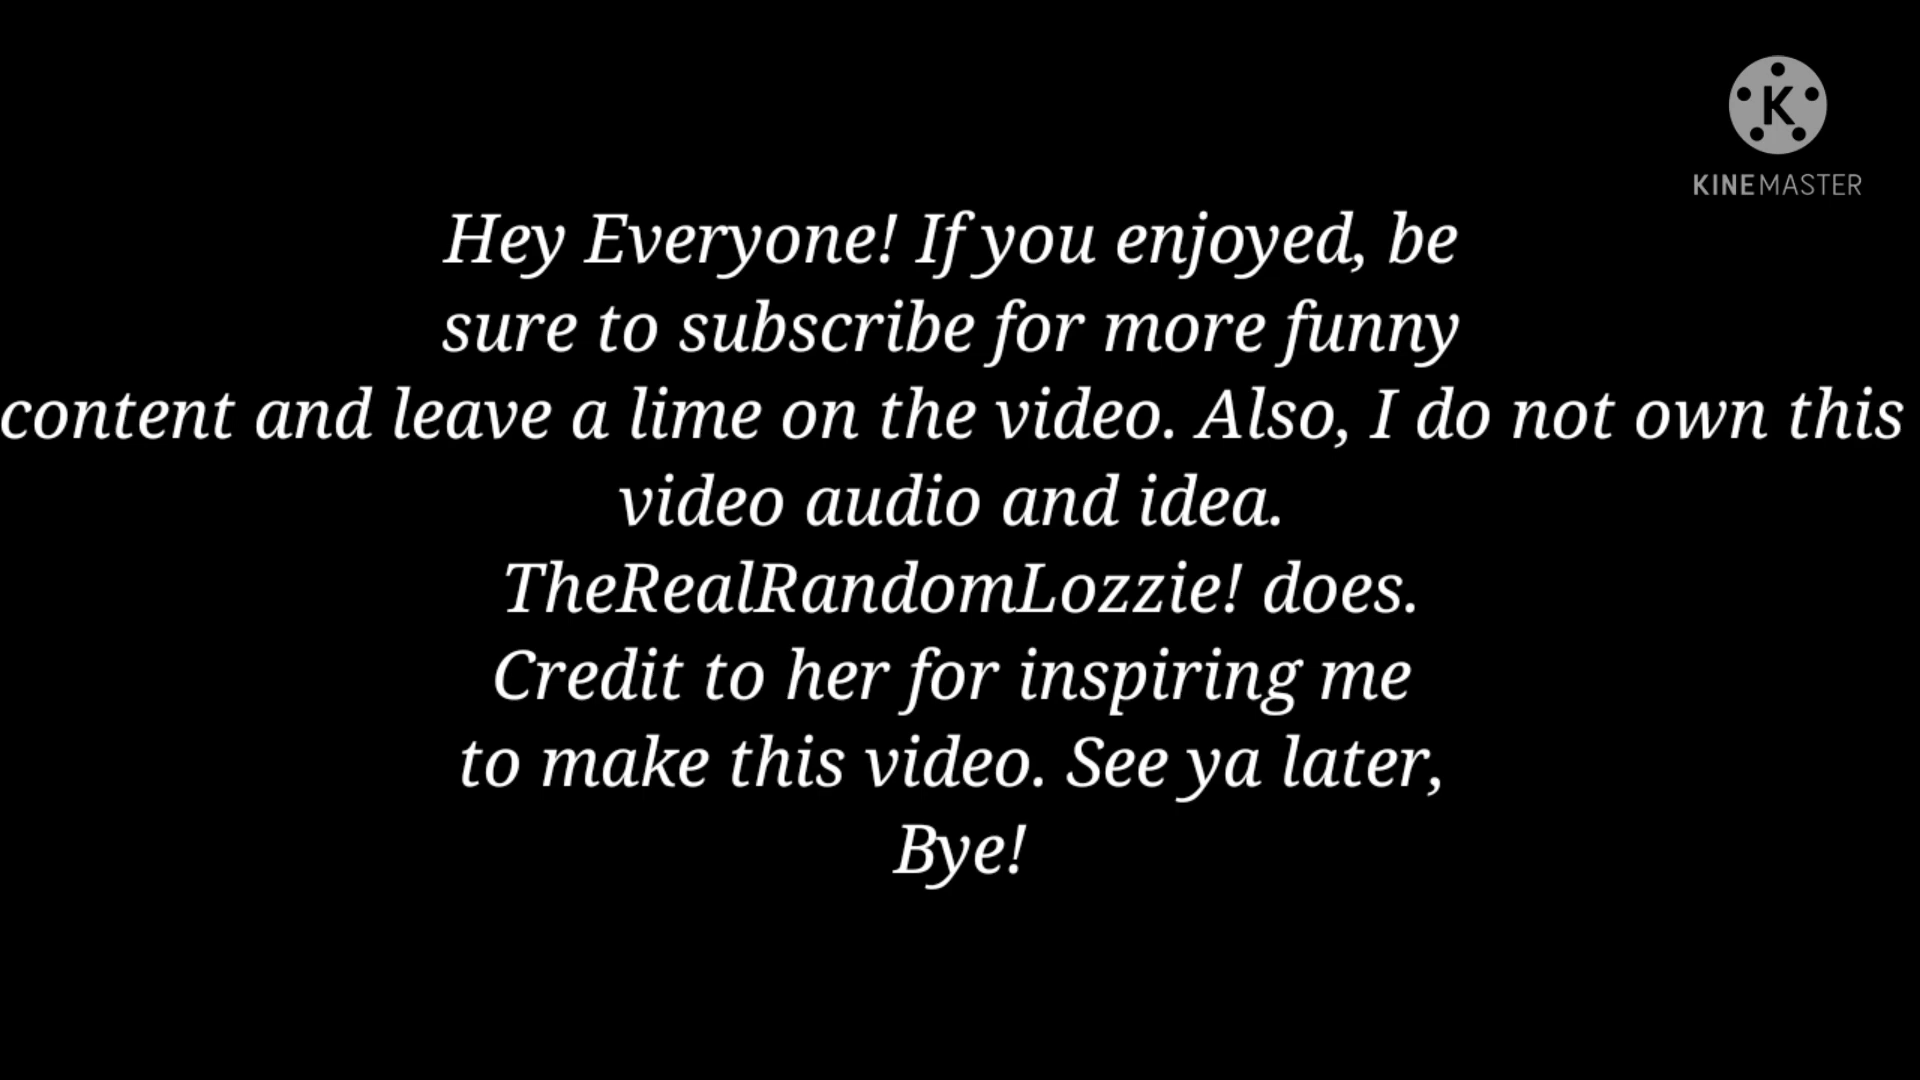 K
KINEMASTER
Hey Everyone! If you enjoyed, be
sure to subscribe for more funny
content and leave a lime on the video. Also, I do not own this
video audio and idea.
TheRealRandomLozzie! does.
Credit to her for inspiring me
to make this video. See ya later,
Bye!